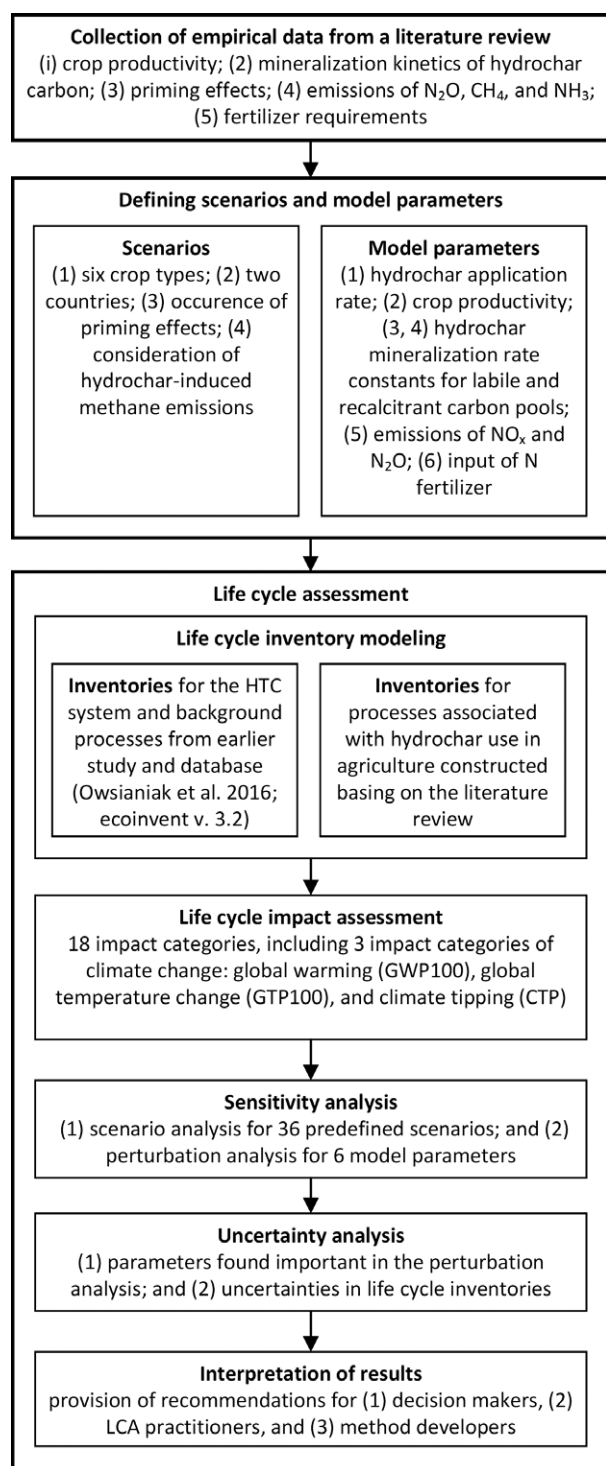 Collection of empirical data from a literature review
(i) crop productivity; (2) mineralization kinetics of hydrochar
carbon; (3) priming effects; (4) emissions of N₂O, CH₄, and NH₃;
(5) fertilizer requirements
Defining scenarios and model parameters
Scenarios
(1) six crop types; (2) two
countries; (3) occurence of
priming effects; (4)
consideration of
hydrochar-induced
methane emissions
Model parameters
(1) hydrochar application
rate; (2) crop productivity;
(3, 4) hydrochar
mineralization rate
constants for labile and
recalcitrant carbon pools;
(5) emissions of NOₓ and
N₂O; (6) input of N
fertilizer
Life cycle assessment
Life cycle inventory modeling
Inventories for the HTC
system and background
processes from earlier
study and database
(Owsianiak et al. 2016;
ecoinvent v. 3.2)
Inventories for
processes associated
with hydrochar use in
agriculture constructed
basing on the literature
review
Life cycle impact assessment
18 impact categories, including 3 impact categories of
climate change: global warming (GWP100), global
temperature change (GTP100), and climate tipping (CTP)
Sensitivity analysis
(1) scenario analysis for 36 predefined scenarios; and (2)
perturbation analysis for 6 model parameters
Uncertainty analysis
(1) parameters found important in the perturbation
analysis; and (2) uncertainties in life cycle inventories
Interpretation of results
provision of recommendations for (1) decision makers, (2)
LCA practitioners, and (3) method developers